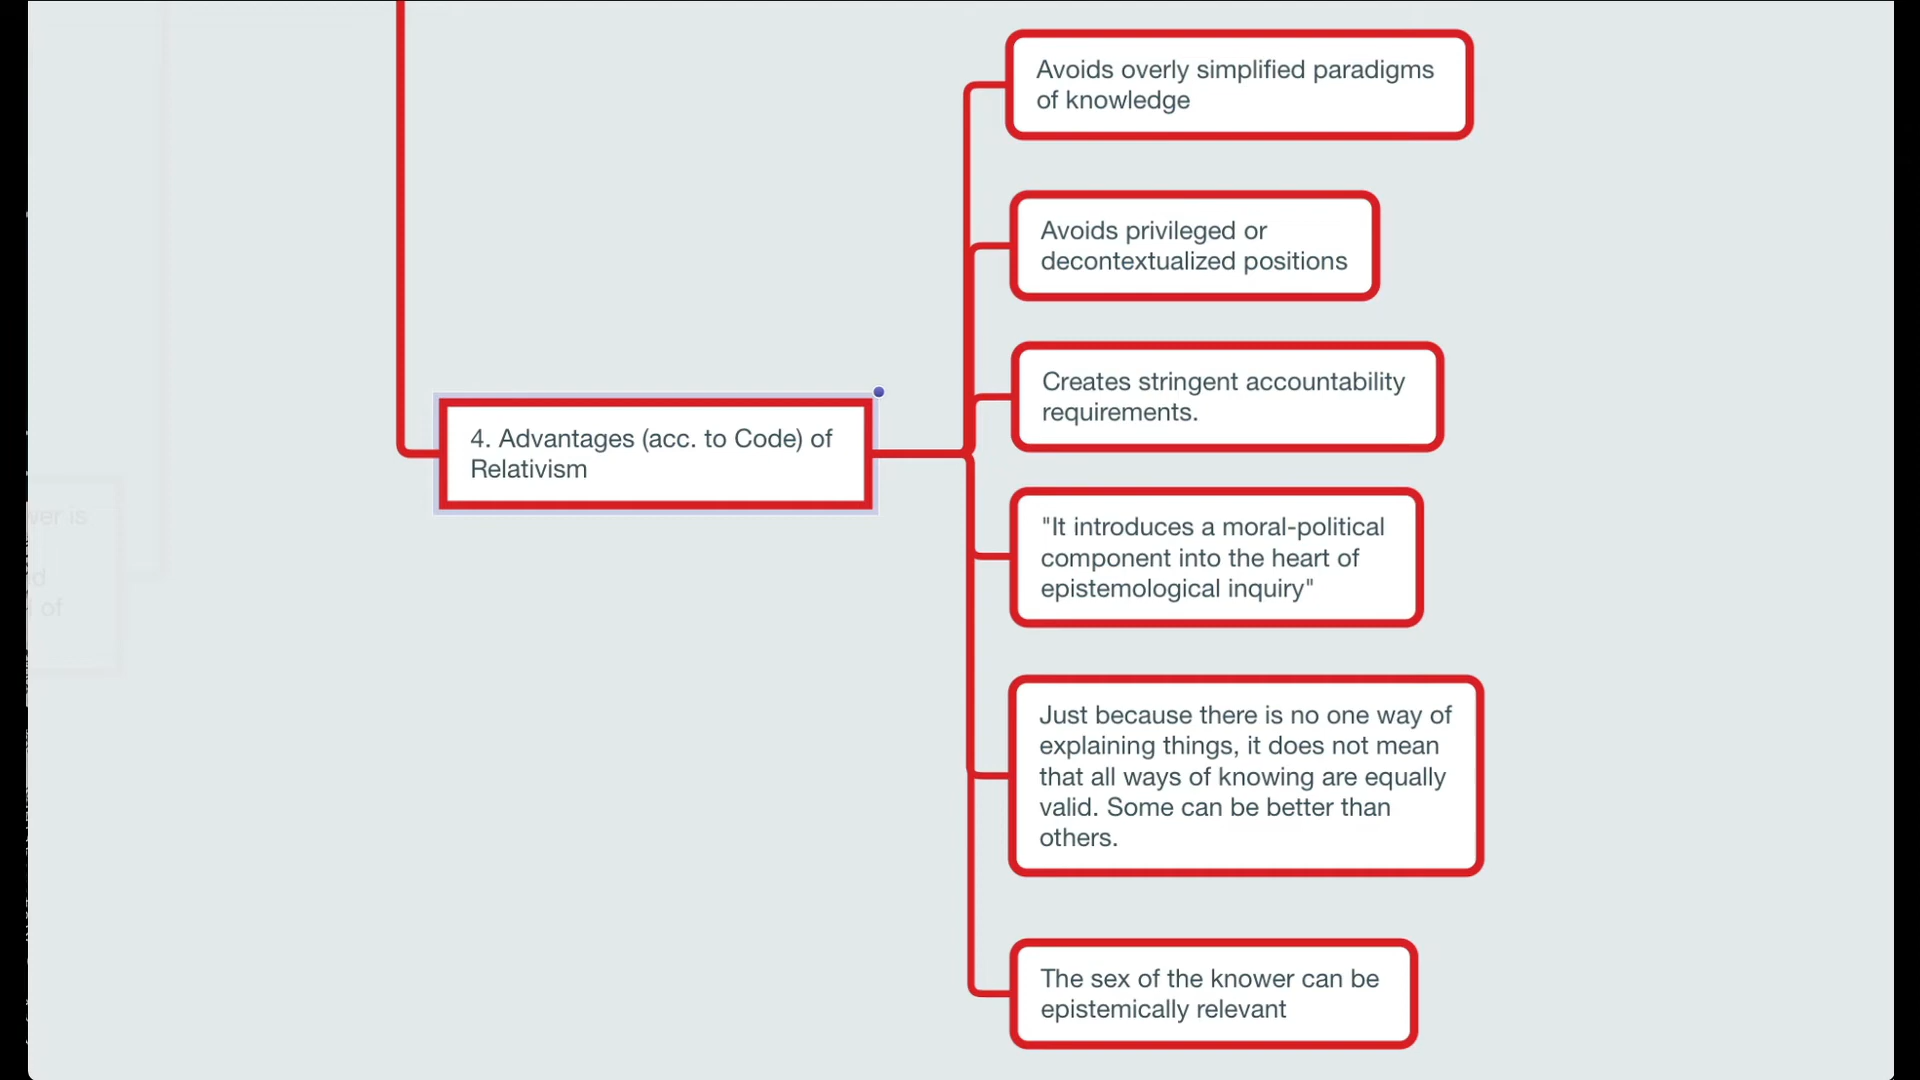 Avoids overly simplified paradigms
of knowledge
Avoids privileged or
decontextualized positions
Creates stringent accountability
requirements.
4. Advantages (acc. to Code) of
Relativism
"It introduces a moral-political
component into the heart of
epistemological inquiry"
Just because there is no one way of
explaining things, it does not mean
that all ways of knowing are equally
valid. Some can be better than
others.
The sex of the knower can be
epistemically relevant
is
of